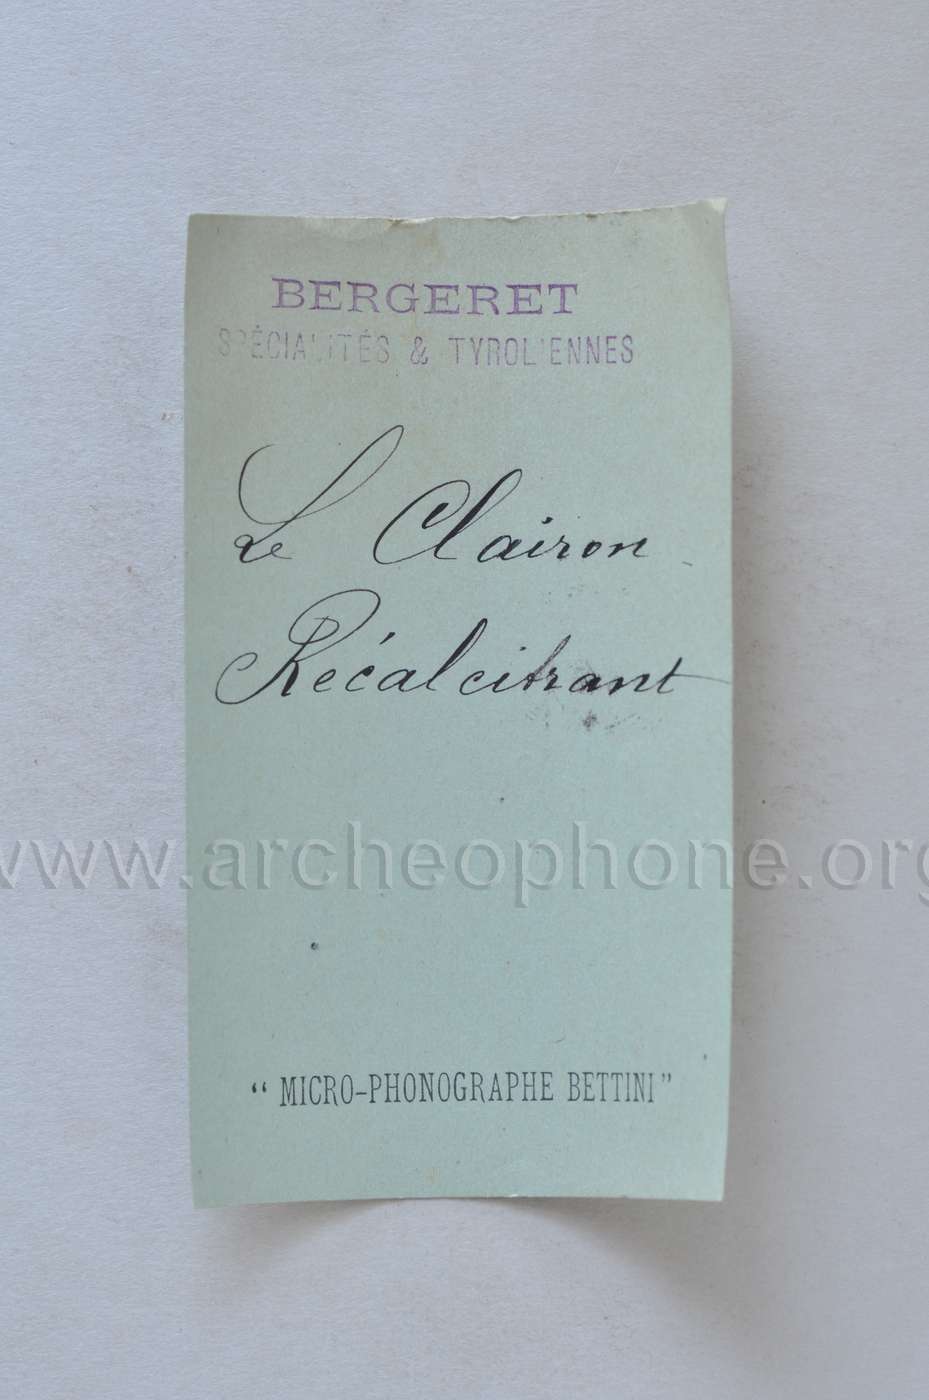 BERGERET
SPÉCIALITÉS & TYROLIENNES
Le Clairon
Récalcitrant
www.archeophone.org
“ MICRO-PHONOGRAPHE BETTINI ”